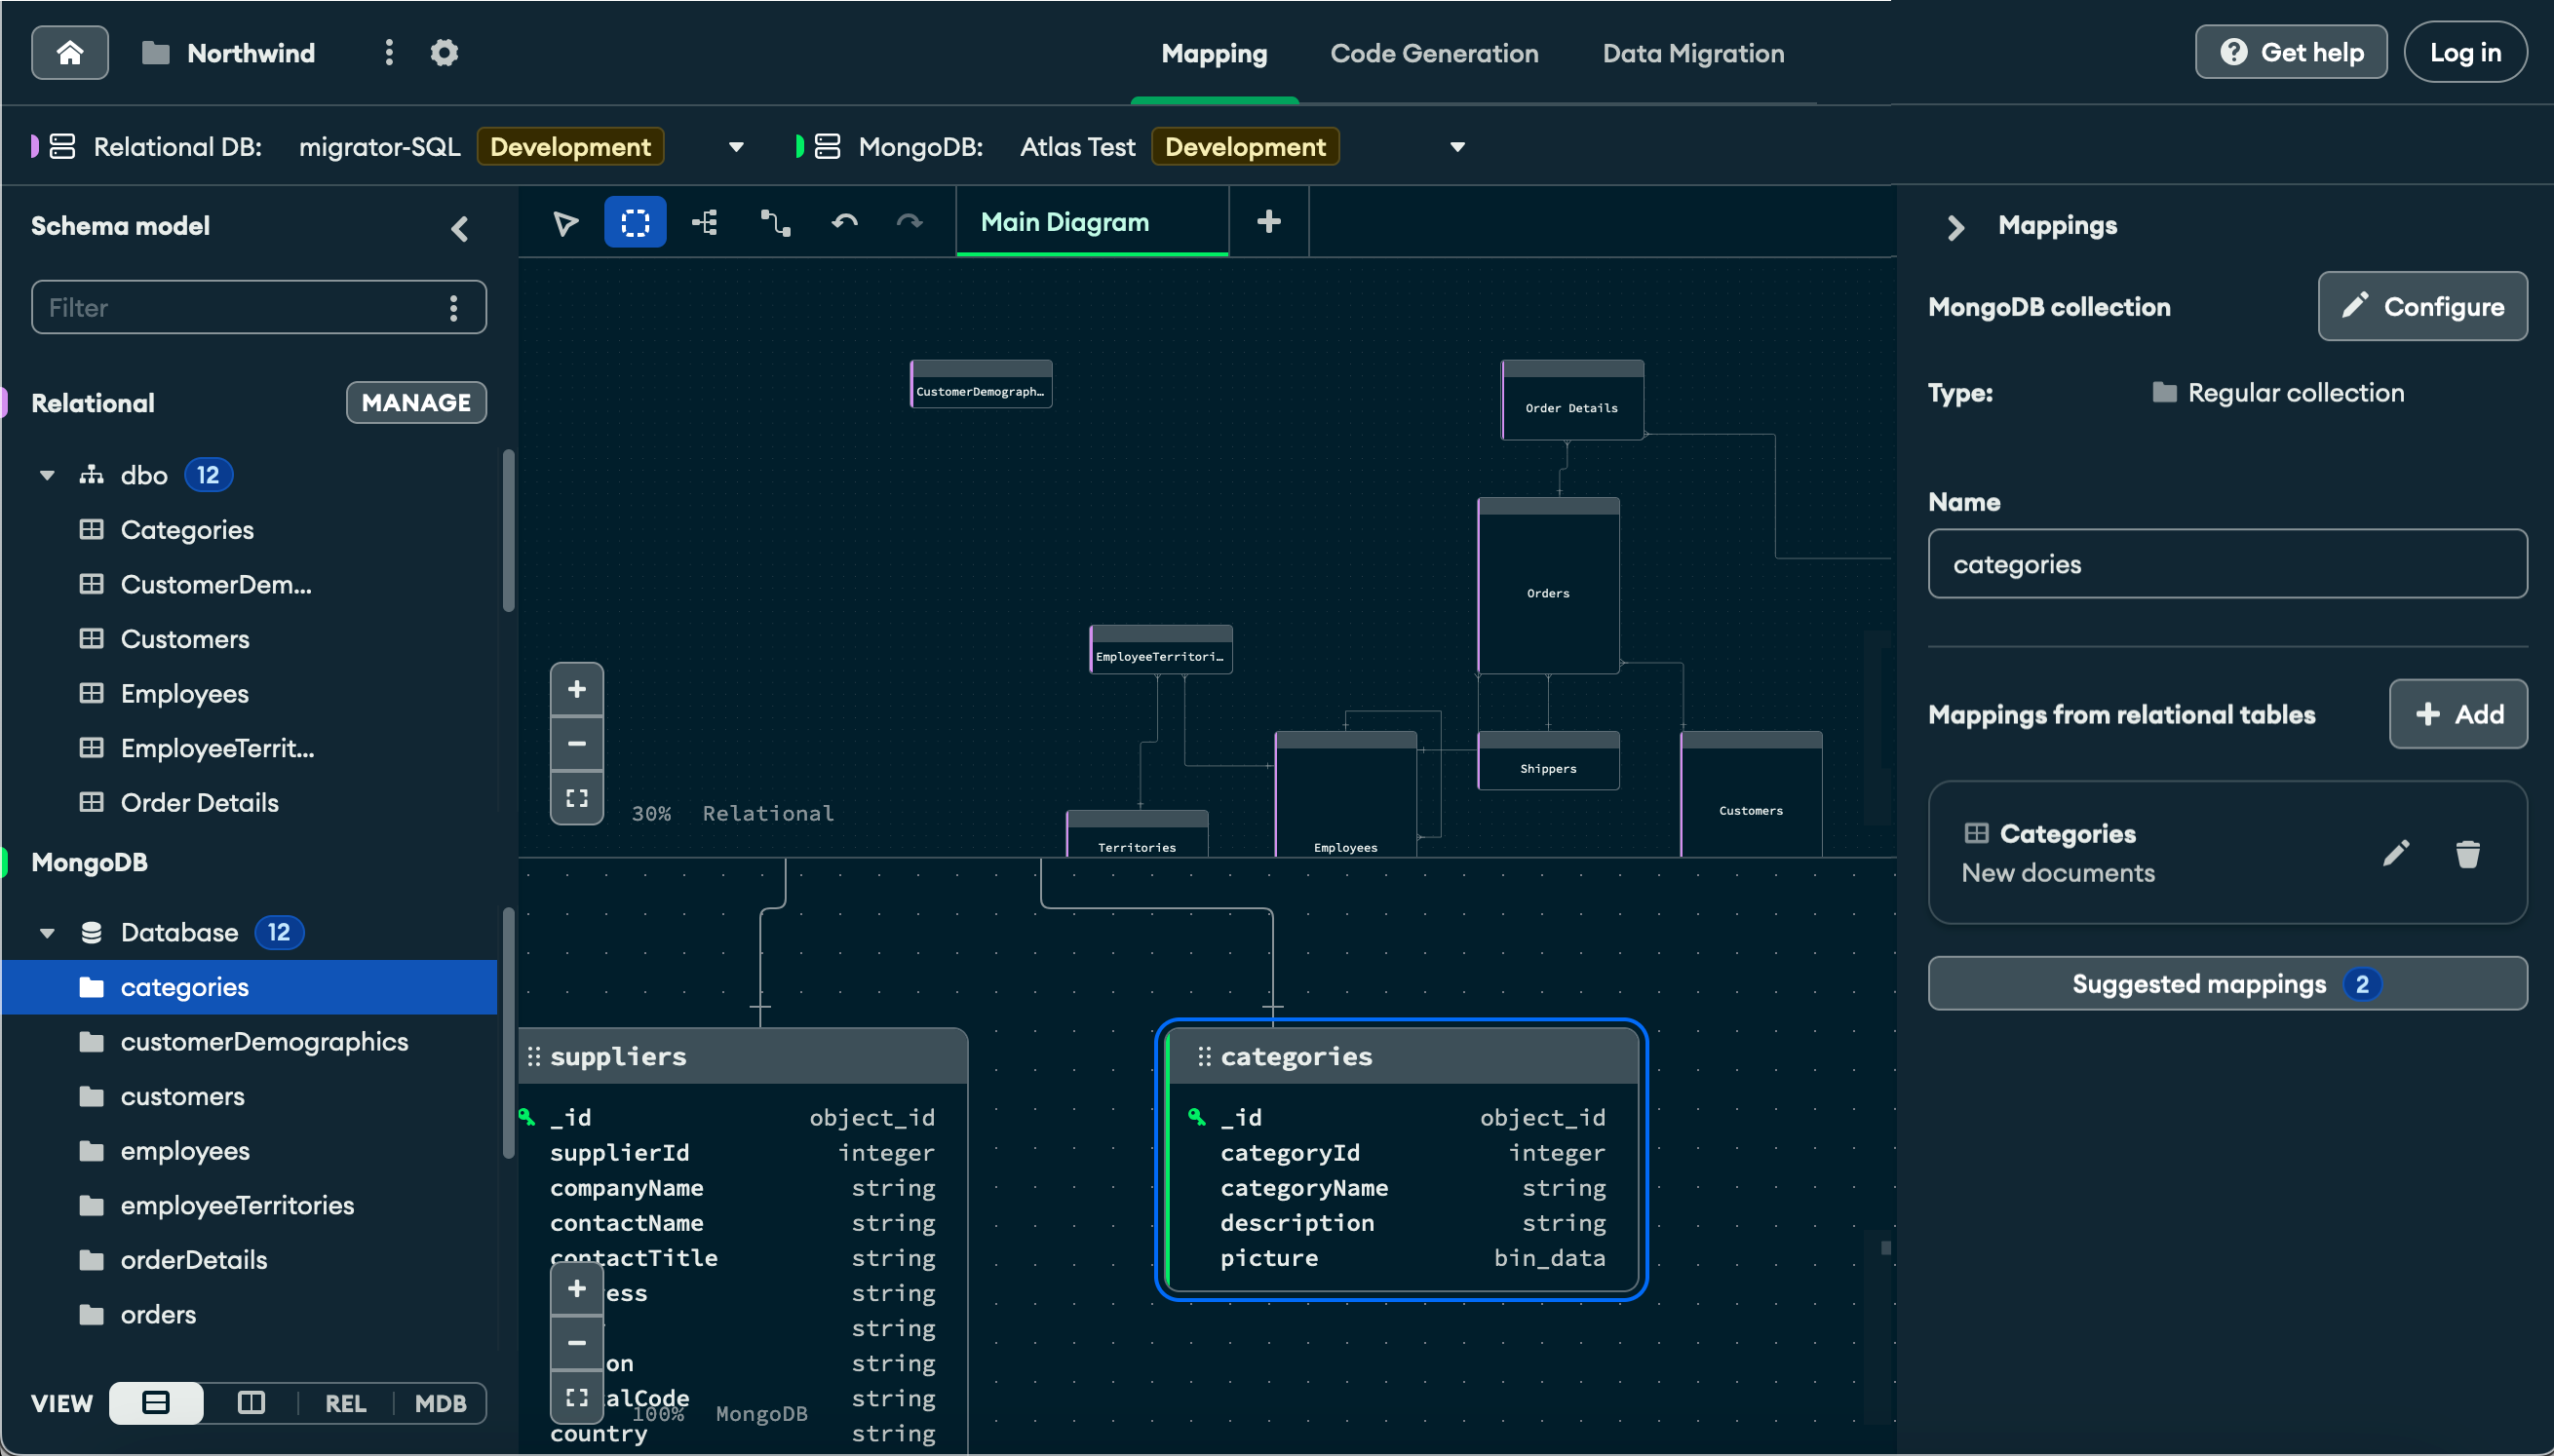 Northwind
Mapping
Code Generation
Data Migration
Get help
Log in
Relational DB: migrator-SQL Development
MongoDB: Atlas Test Development
Schema model
Filter
Relational
MANAGE
dbo 12
Categories
CustomerDem...
Customers
Employees
EmployeeTerrit...
Order Details
MongoDB
Database 12
categories
customerDemographics
customers
employees
employeeTerritories
orderDetails
orders
VIEW
REL
MDB
Main Diagram
CustomerDemograph...
Order Details
Orders
EmployeeTerritori...
Shippers
Customers
Territories
Employees
30% Relational
suppliers
_id object_id
supplierId integer
companyName string
contactName string
contactTitle string
ess string
string
on string
alCode string
country string
100% MongoDB
categories
_id object_id
categoryId integer
categoryName string
description string
picture bin_data
Mappings
MongoDB collection
Configure
Type: Regular collection
Name
categories
Mappings from relational tables
Add
Categories
New documents
Suggested mappings 2